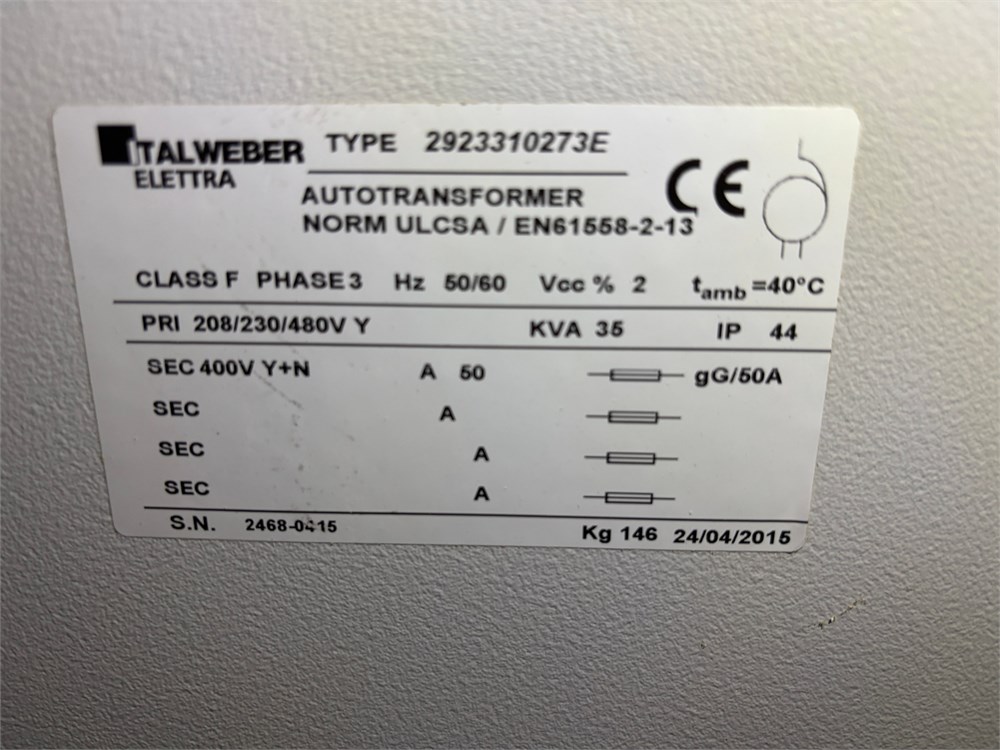 ITALWEBER
ELETTRA
TYPE 2923310273E
AUTOTRANSFORMER
NORM ULCSA / EN61558-2-13
CE
CLASS F PHASE 3 Hz 50/60 Vcc % 2 tamb =40°C
PRI 208/230/480V Y KVA 35 IP 44
SEC 400V Y+N A 50 gG/50A
SEC A
SEC A
SEC A
S.N. 2468-0415 Kg 146 24/04/2015